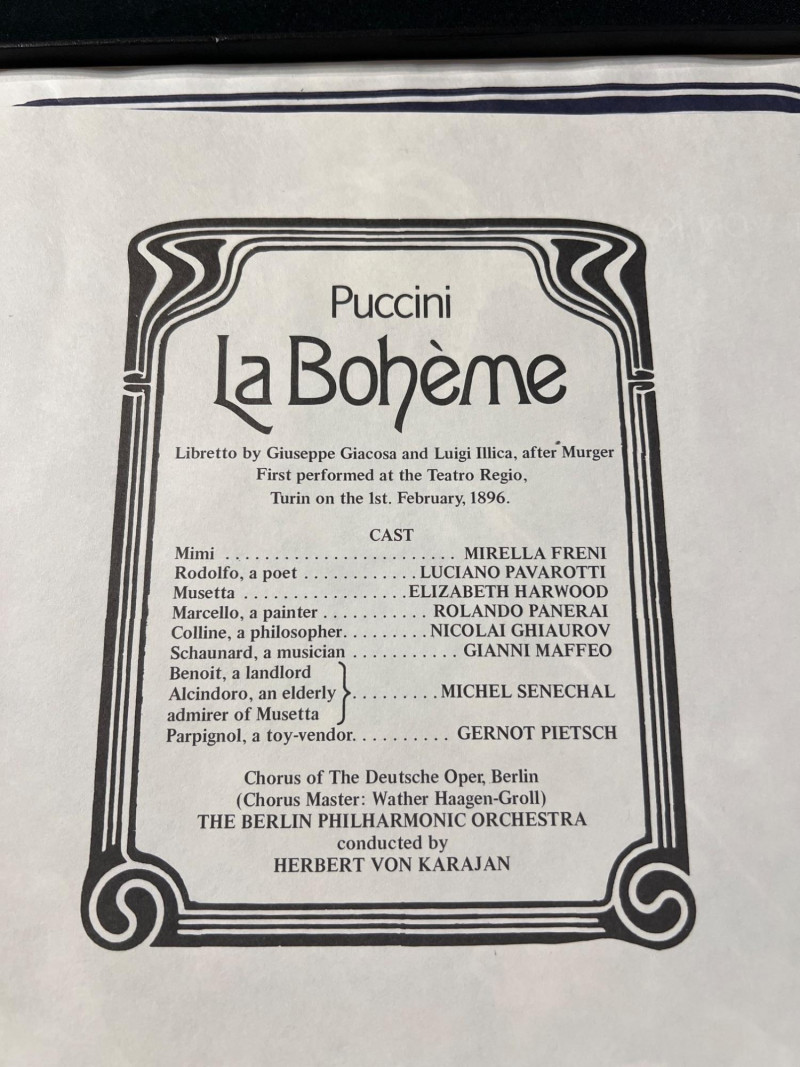 Puccini
La Bohème
Libretto by Giuseppe Giacosa and Luigi Illica, after Murger
First performed at the Teatro Regio,
Turin on the 1st. February, 1896.
CAST
Mimi ....................... MIRELLA FRENI
Rodolfo, a poet ............ LUCIANO PAVAROTTI
Musetta ................. ELIZABETH HARWOOD
Marcello, a painter ........... ROLANDO PANERAI
Colline, a philosopher......... NICOLAI GHIAUROV
Schaunard, a musician ........... GIANNI MAFFEO
Benoit, a landlord
Alcindoro, an elderly } ......... MICHEL SENECHAL
admirer of Musetta
Parpignol, a toy-vendor.......... GERNOT PIETSCH
Chorus of The Deutsche Oper, Berlin
(Chorus Master: Wather Haagen-Groll)
THE BERLIN PHILHARMONIC ORCHESTRA
conducted by
HERBERT VON KARAJAN